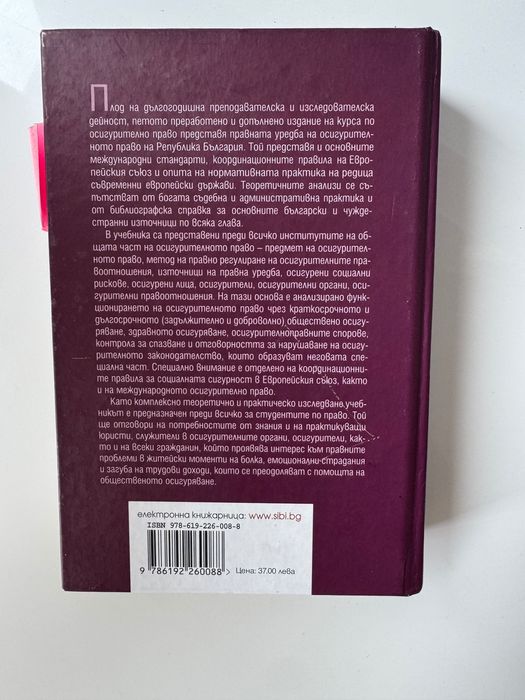 Плод на дългогодишна преподавателска и изследователска
дейност, петото преработено и допълнено издание на курса по
осигурително право представя правната уредба на осигурител-
ното право на Република България. Той представя и основните
международни стандарти, координационните правила на Евро-
пейския съюз и опита на нормативната практика на редица
съвременни европейски държави. Теоретичните анализи се съ-
пътстват от богата съдебна и административна практика и
от библиографска справка за основните български и чужде-
странни източници по всяка глава.
В учебника са представени преди всичко институтите на об-
щата част на осигурителното право – предмет на осигурител-
ното право, метод на правно регулиране на осигурителните пра-
воотношения, източници на правна уредба, осигурени социални
рискове, осигурени лица, осигурители, осигурителни органи, оси-
гурителни правоотношения. На тази основа е анализирано функ-
ционирането на осигурителното право чрез краткосрочното и
дългосрочното (задължително и доброволно) обществено осигу-
ряване, здравното осигуряване, осигурителноправните спорове,
контрола за спазване и отговорността за нарушаване на осигу-
рителното законодателство, които образуват неговата спе-
циална част. Специално внимание е отделено на координационни-
те правила за социалната сигурност в Европейския съюз, както
и на международното осигурително право.
Като комплексно теоретично и практическо изследване, учеб-
никът е предназначен преди всичко за студентите по право. Той
ще отговори на потребностите от знания и на практикуващи
юристи, служители в осигурителните органи, осигурители, как-
то и на всеки гражданин, който проявява интерес към правните
проблеми в житейски моменти на болка, емоционални страдания
и загуба на трудови доходи, които се преодоляват с помощта на
общественото осигуряване.
електронна книжарница: www.sibi.bg
ISBN 978-619-226-008-8
9 786192 260088 >
Цена: 37,00 лева